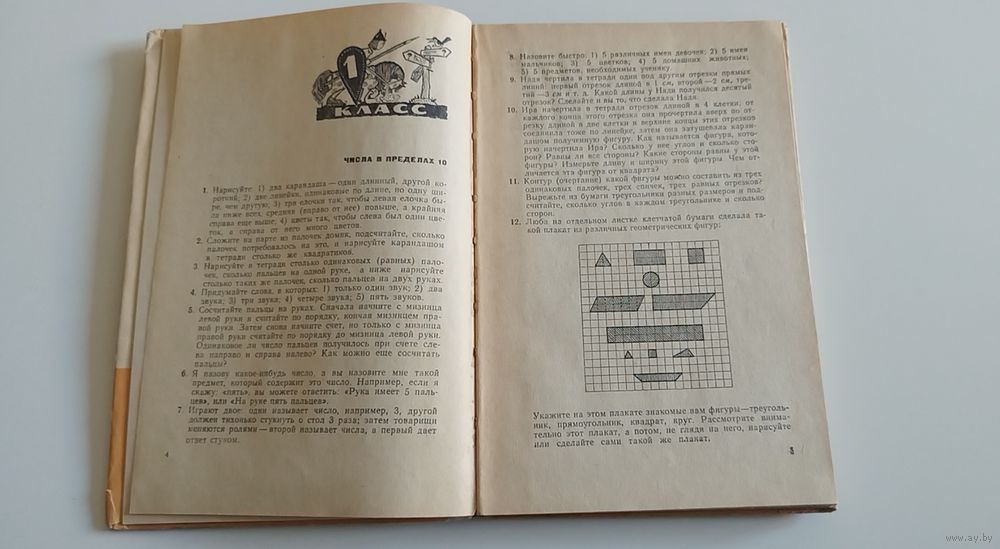 1
КЛАСС
ЧИСЛА В ПРЕДЕЛАХ 10
1. Нарисуйте: 1) два карандаша — один длинный, другой ко-
роткий; 2) две линейки, одинаковые по длине, но одну ши-
ре, чем другую; 3) три елочки так, чтобы левая елочка бы-
ла ниже всех, средняя (вправо от нее) повыше, а крайняя
справа еще выше; 4) цветы так, чтобы слева был один цве-
ток, а справа от него много цветов.
2. Сложите на парте из палочек домик, подсчитайте, сколько
палочек потребовалось на это, и нарисуйте карандашом
в тетради столько же квадратиков.
3. Нарисуйте в тетради столько одинаковых (равных) пало-
чек, сколько пальцев на одной руке, а ниже нарисуйте
столько таких же палочек, сколько пальцев на двух руках.
4. Придумайте слова, в которых: 1) только один звук; 2) два
звука; 3) три звука; 4) четыре звука; 5) пять звуков.
5. Сосчитайте пальцы на руках. Сначала начните с мизинца
левой руки и считайте по порядку, кончая мизинцем пра-
вой руки. Затем снова начните счет, но только с мизинца
правой руки считайте по порядку до мизинца левой руки.
Одинаковое ли число пальцев получилось при счете сле-
ва направо и справа налево? Как можно еще сосчитать
пальцы?
6. Я назову какое-нибудь число, а вы назовите мне такой
предмет, который содержит это число. Например, если я
скажу: «пять», вы можете ответить: «Рука имеет 5 паль-
цев», или «На руке пять пальцев».
7. Играют двое: один называет число, например, 3, другой
должен тихонько стукнуть о стол 3 раза; затем товарищи
меняются ролями — второй называет числа, а первый дает
ответ стуком.
4
8. Назовите быстро: 1) 5 различных имен девочек; 2) 5 имен
мальчиков; 3) 5 цветков; 4) 5 домашних животных;
5) 5 предметов, необходимых ученику.
9. Надя чертила в тетради один под другим отрезки прямых
линий: первый отрезок длиной в 1 см, второй — 2 см, тре-
тий — 3 см и т. д. Какой длины у Нади получился десятый
отрезок? Сделайте и вы то, что сделала Надя.
10. Ира начертила в тетради отрезок длиной в 4 клетки, от
каждого конца этого отрезка она прочертила вверх по от-
резку длиной в две клетки и верхние концы этих отрезков
соединила тоже по линейке, затем она затушевала каран-
дашом полученную фигуру. Как называется фигура, кото-
рую начертила Ира? Сколько у нее углов и сколько сто-
рон? Равны ли все стороны? Какие стороны равны у этой
фигуры? Измерьте длину и ширину этой фигуры. Чем от-
личается эта фигура от квадрата?
11. Контур (очертание) какой фигуры можно составить из трех
одинаковых палочек, трех спичек, трех равных отрезков?
Вырежьте из бумаги треугольники разных размеров и под-
считайте, сколько углов в каждом треугольнике и сколько
сторон.
12. Люба на отдельном листке клетчатой бумаги сделала та-
кой плакат из различных геометрических фигур:
Укажите на этом плакате знакомые вам фигуры — треуголь-
ник, прямоугольник, квадрат, круг. Рассмотрите внима-
тельно этот плакат, а потом, не глядя на него, нарисуйте
или сделайте сами такой же плакат.
www.ay.by